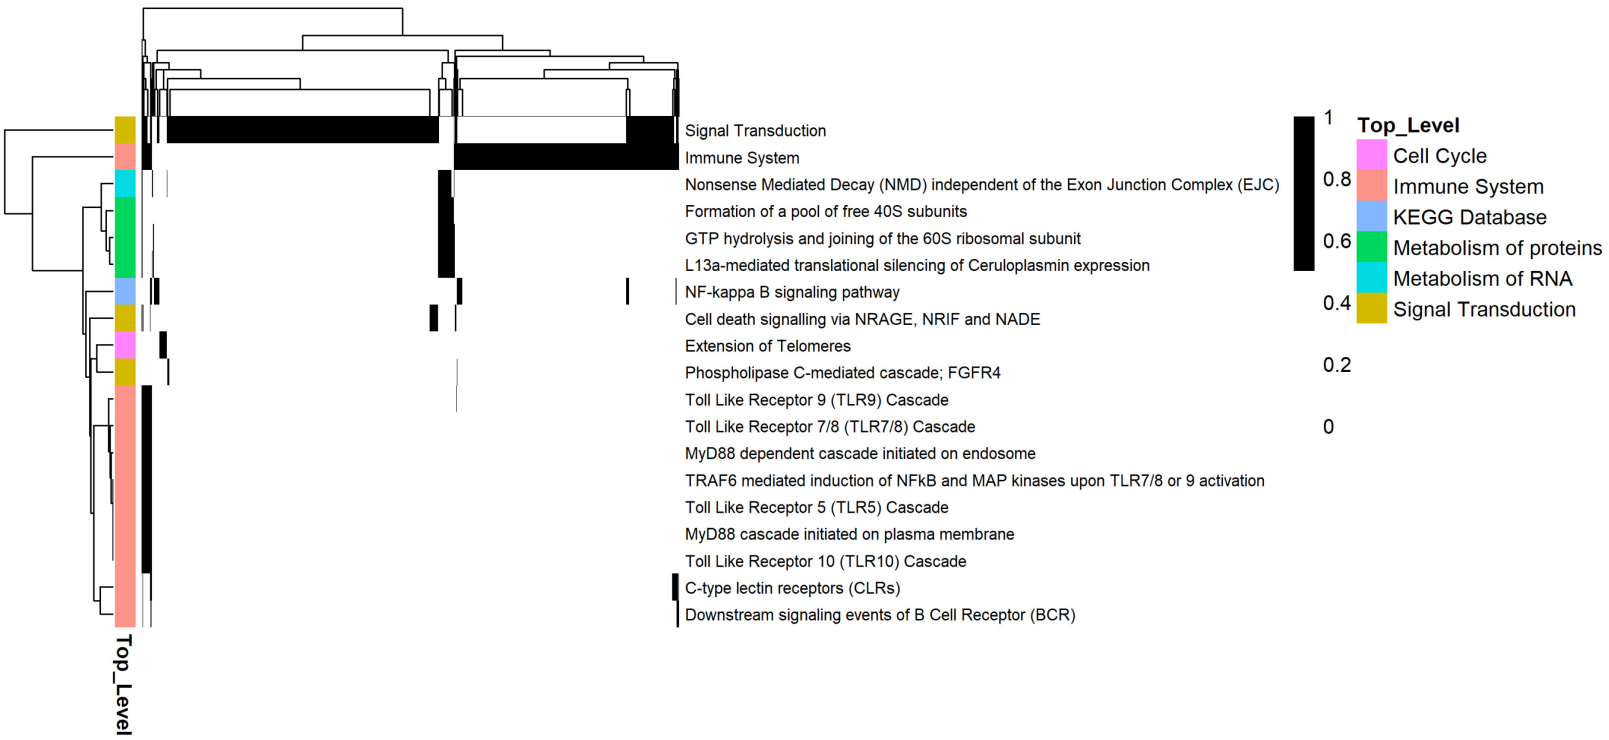 Signal Transduction
Immune System
Nonsense Mediated Decay (NMD) independent of the Exon Junction Complex (EJC)
Formation of a pool of free 40S subunits
GTP hydrolysis and joining of the 60S ribosomal subunit
L13a-mediated translational silencing of Ceruloplasmin expression
NF-kappa B signaling pathway
Cell death signalling via NRAGE, NRIF and NADE
Extension of Telomeres
Phospholipase C-mediated cascade; FGFR4
Toll Like Receptor 9 (TLR9) Cascade
Toll Like Receptor 7/8 (TLR7/8) Cascade
MyD88 dependent cascade initiated on endosome
TRAF6 mediated induction of NFkB and MAP kinases upon TLR7/8 or 9 activation
Toll Like Receptor 5 (TLR5) Cascade
MyD88 cascade initiated on plasma membrane
Toll Like Receptor 10 (TLR10) Cascade
C-type lectin receptors (CLRs)
Downstream signaling events of B Cell Receptor (BCR)
Top_Level
1
0.8
0.6
0.4
0.2
0
Top_Level
Cell Cycle
Immune System
KEGG Database
Metabolism of proteins
Metabolism of RNA
Signal Transduction